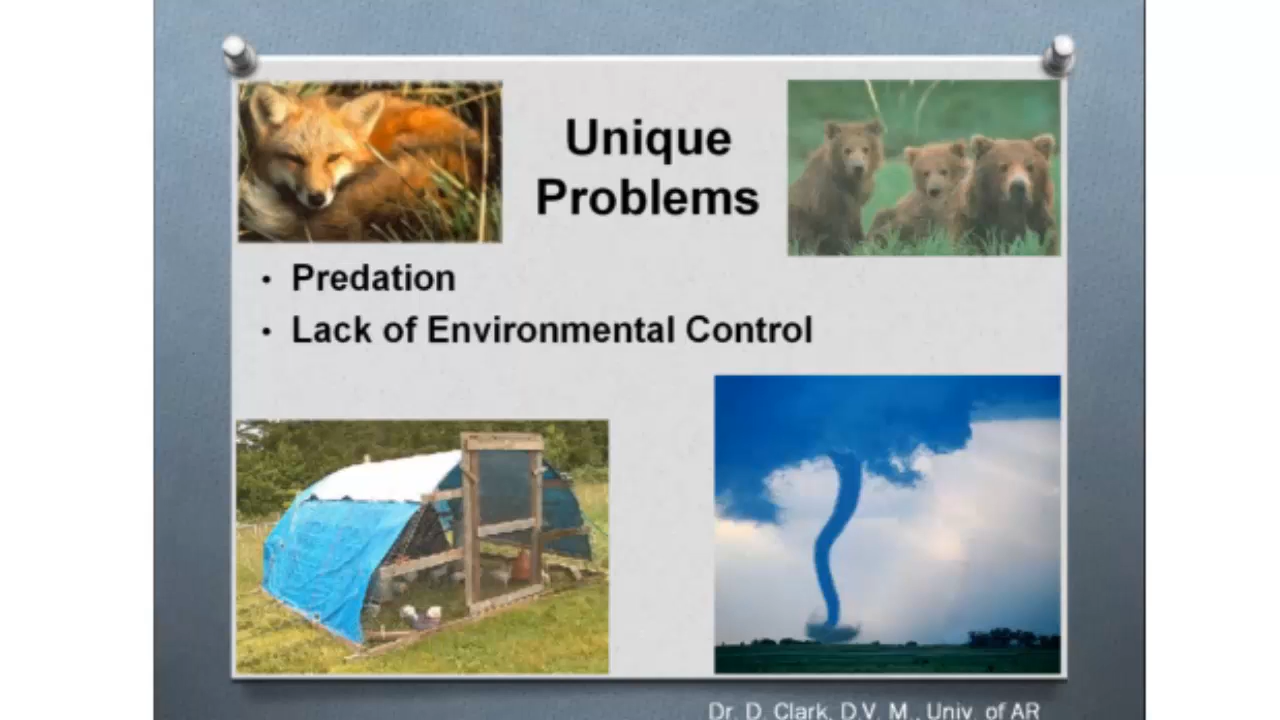 Unique
Problems
• Predation
• Lack of Environmental Control
Dr. D. Clark, D.V. M., Univ. of AR